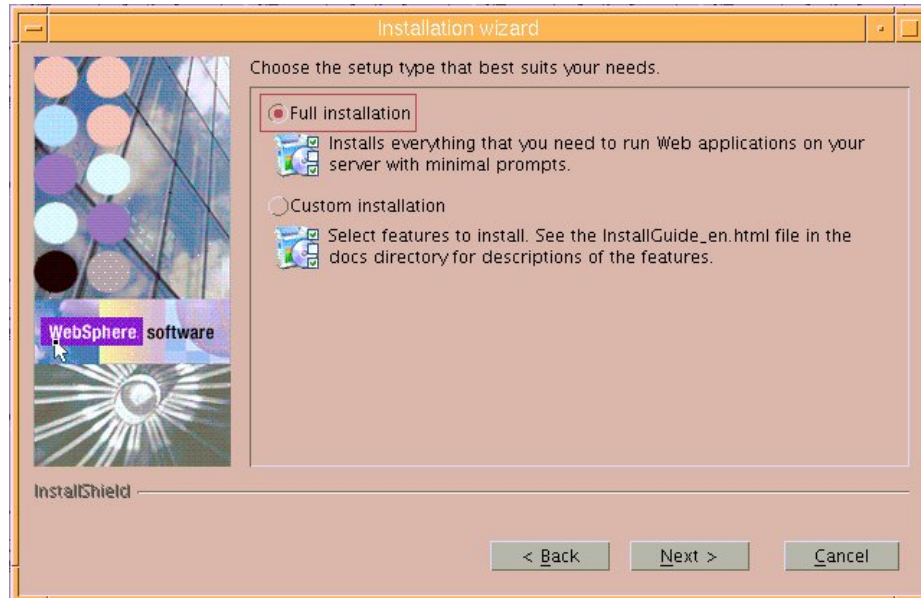 Installation wizard
Choose the setup type that best suits your needs.
Full installation
Installs everything that you need to run Web applications on your
server with minimal prompts.
Custom installation
Select features to install. See the InstallGuide_en.html file in the
docs directory for descriptions of the features.
WebSphere software
InstallShield
< Back
Next >
Cancel